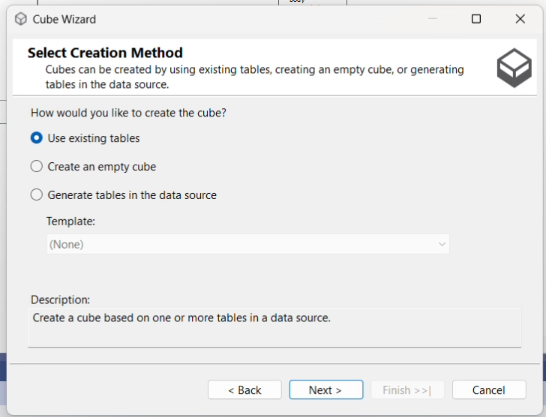 Cube Wizard
Select Creation Method
Cubes can be created by using existing tables, creating an empty cube, or generating
tables in the data source.
How would you like to create the cube?
Use existing tables
Create an empty cube
Generate tables in the data source
Template:
(None)
Description:
Create a cube based on one or more tables in a data source.
< Back
Next >
Finish >>|
Cancel